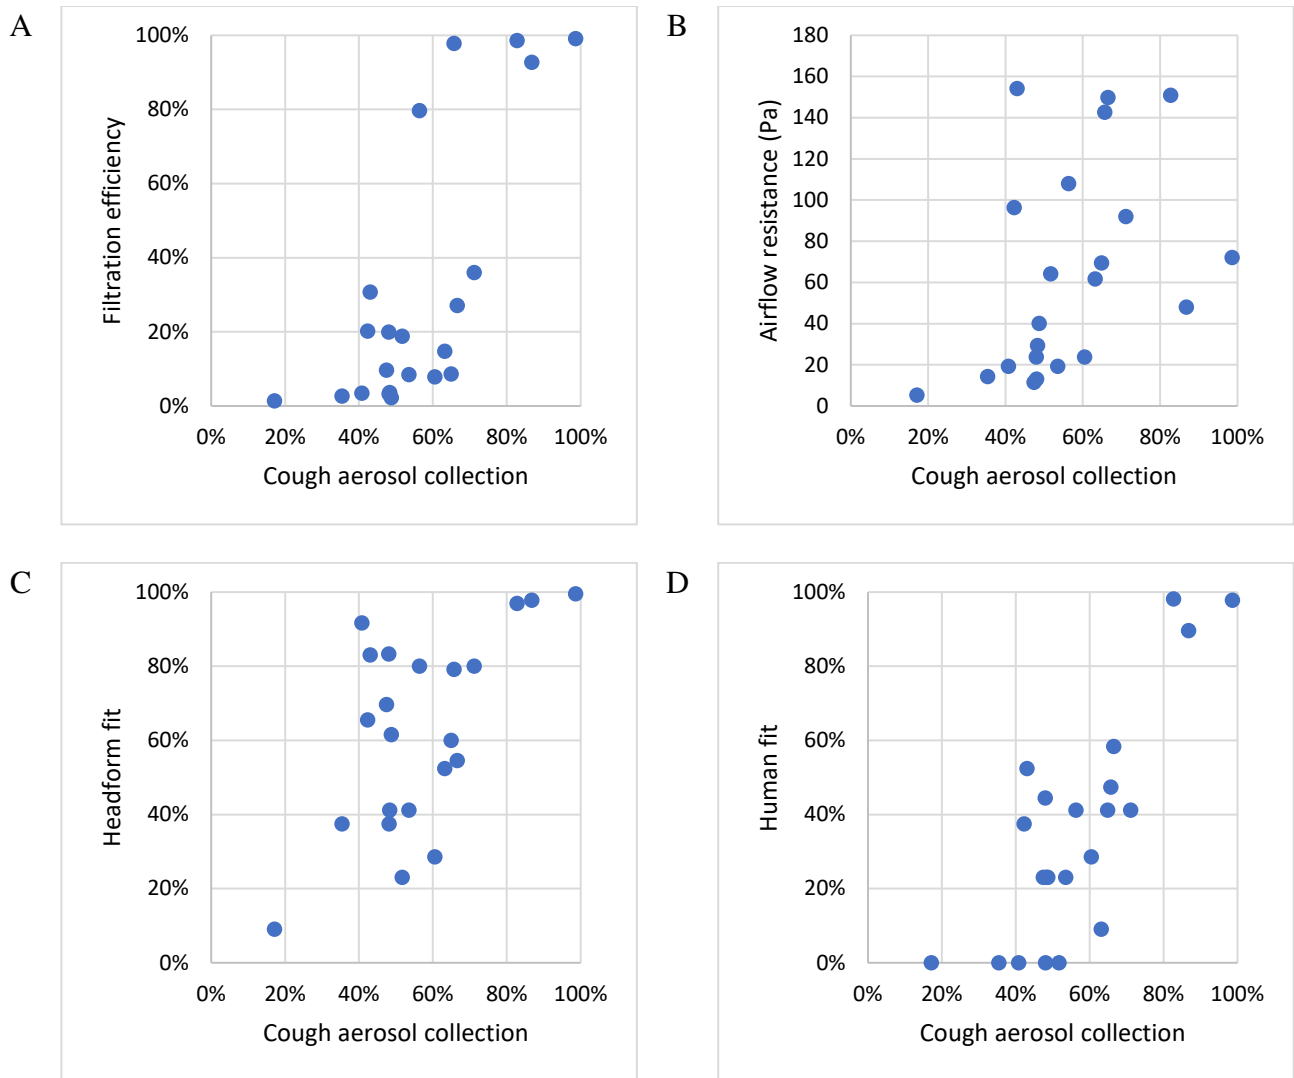 A
Filtration efficiency
100%
80%
60%
40%
20%
0%
0% 20% 40% 60% 80% 100%
Cough aerosol collection
B
Airflow resistance (Pa)
180
160
140
120
100
80
60
40
20
0
0% 20% 40% 60% 80% 100%
Cough aerosol collection
C
Headform fit
100%
80%
60%
40%
20%
0%
0% 20% 40% 60% 80% 100%
Cough aerosol collection
D
Human fit
100%
80%
60%
40%
20%
0%
0% 20% 40% 60% 80% 100%
Cough aerosol collection